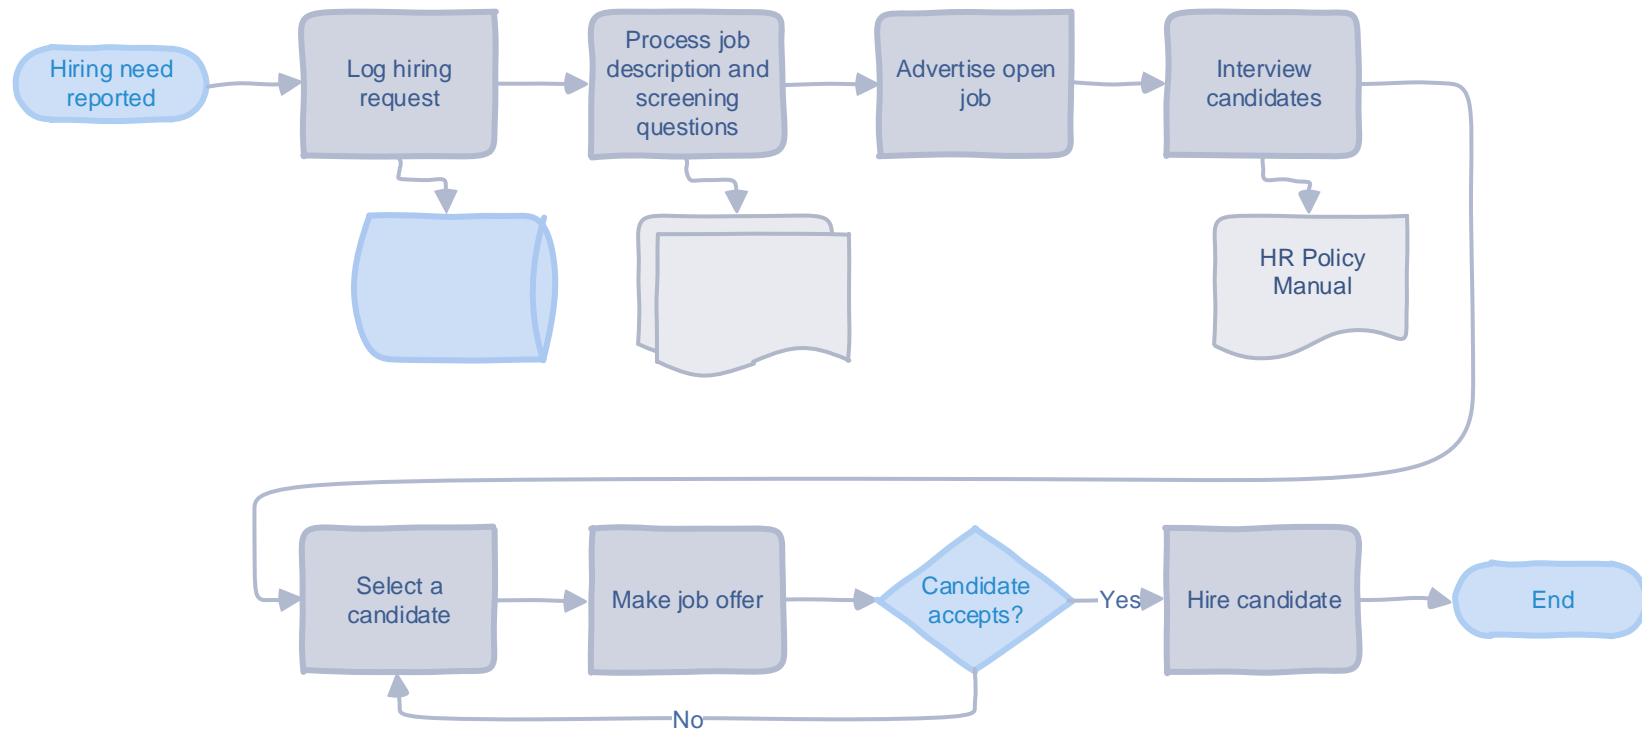 Hiring need
reported
Log hiring
request
Process job
description and
screening
questions
Advertise open
job
Interview
candidates
HR Policy
Manual
Select a
candidate
Make job offer
Candidate
accepts?
Yes
Hire candidate
End
No